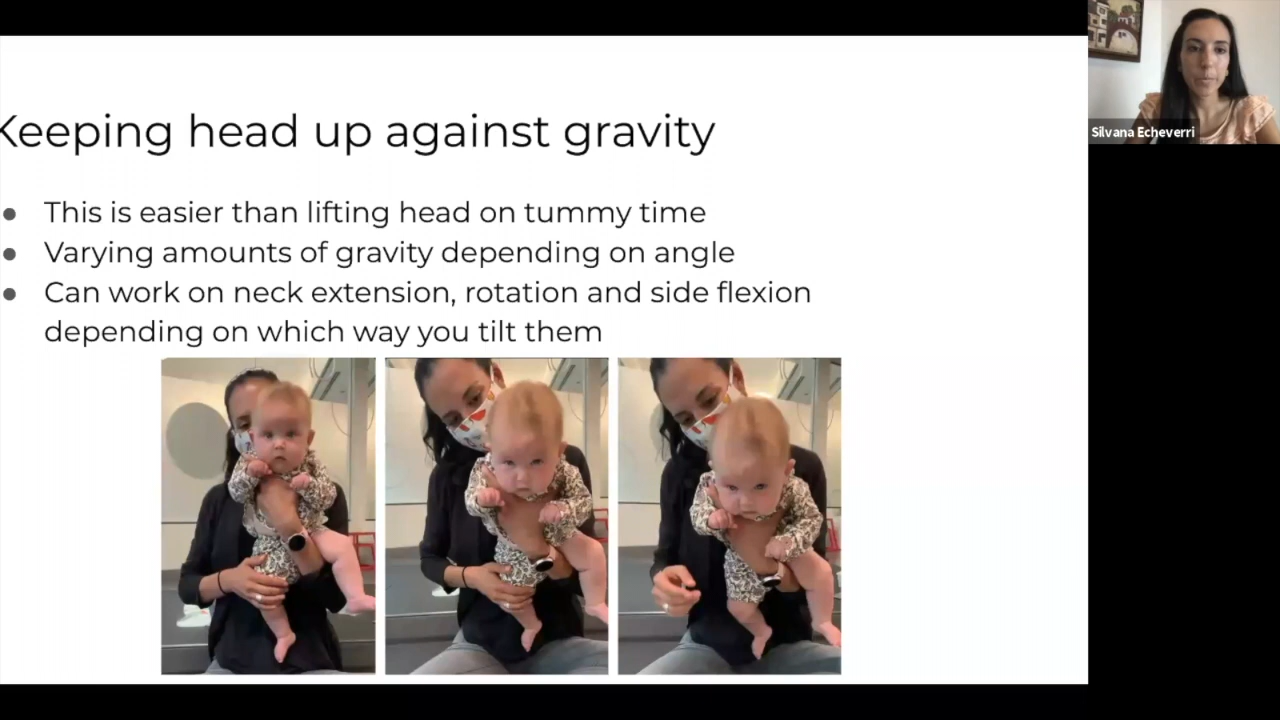 Keeping head up against gravity
Silvana Echeverri
● This is easier than lifting head on tummy time
● Varying amounts of gravity depending on angle
● Can work on neck extension, rotation and side flexion
depending on which way you tilt them